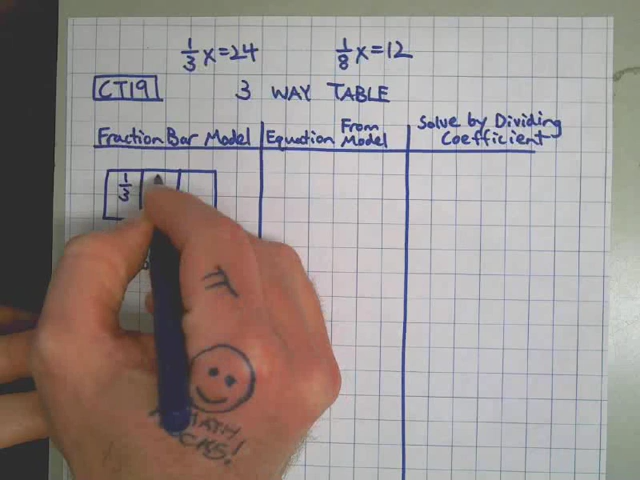 1/3 x=24 1/8 x=12
CT19 3 WAY TABLE
Fraction Bar Model
Equation From Model
Solve by Dividing Coefficient
1/3
π
MATH
ROCKS!